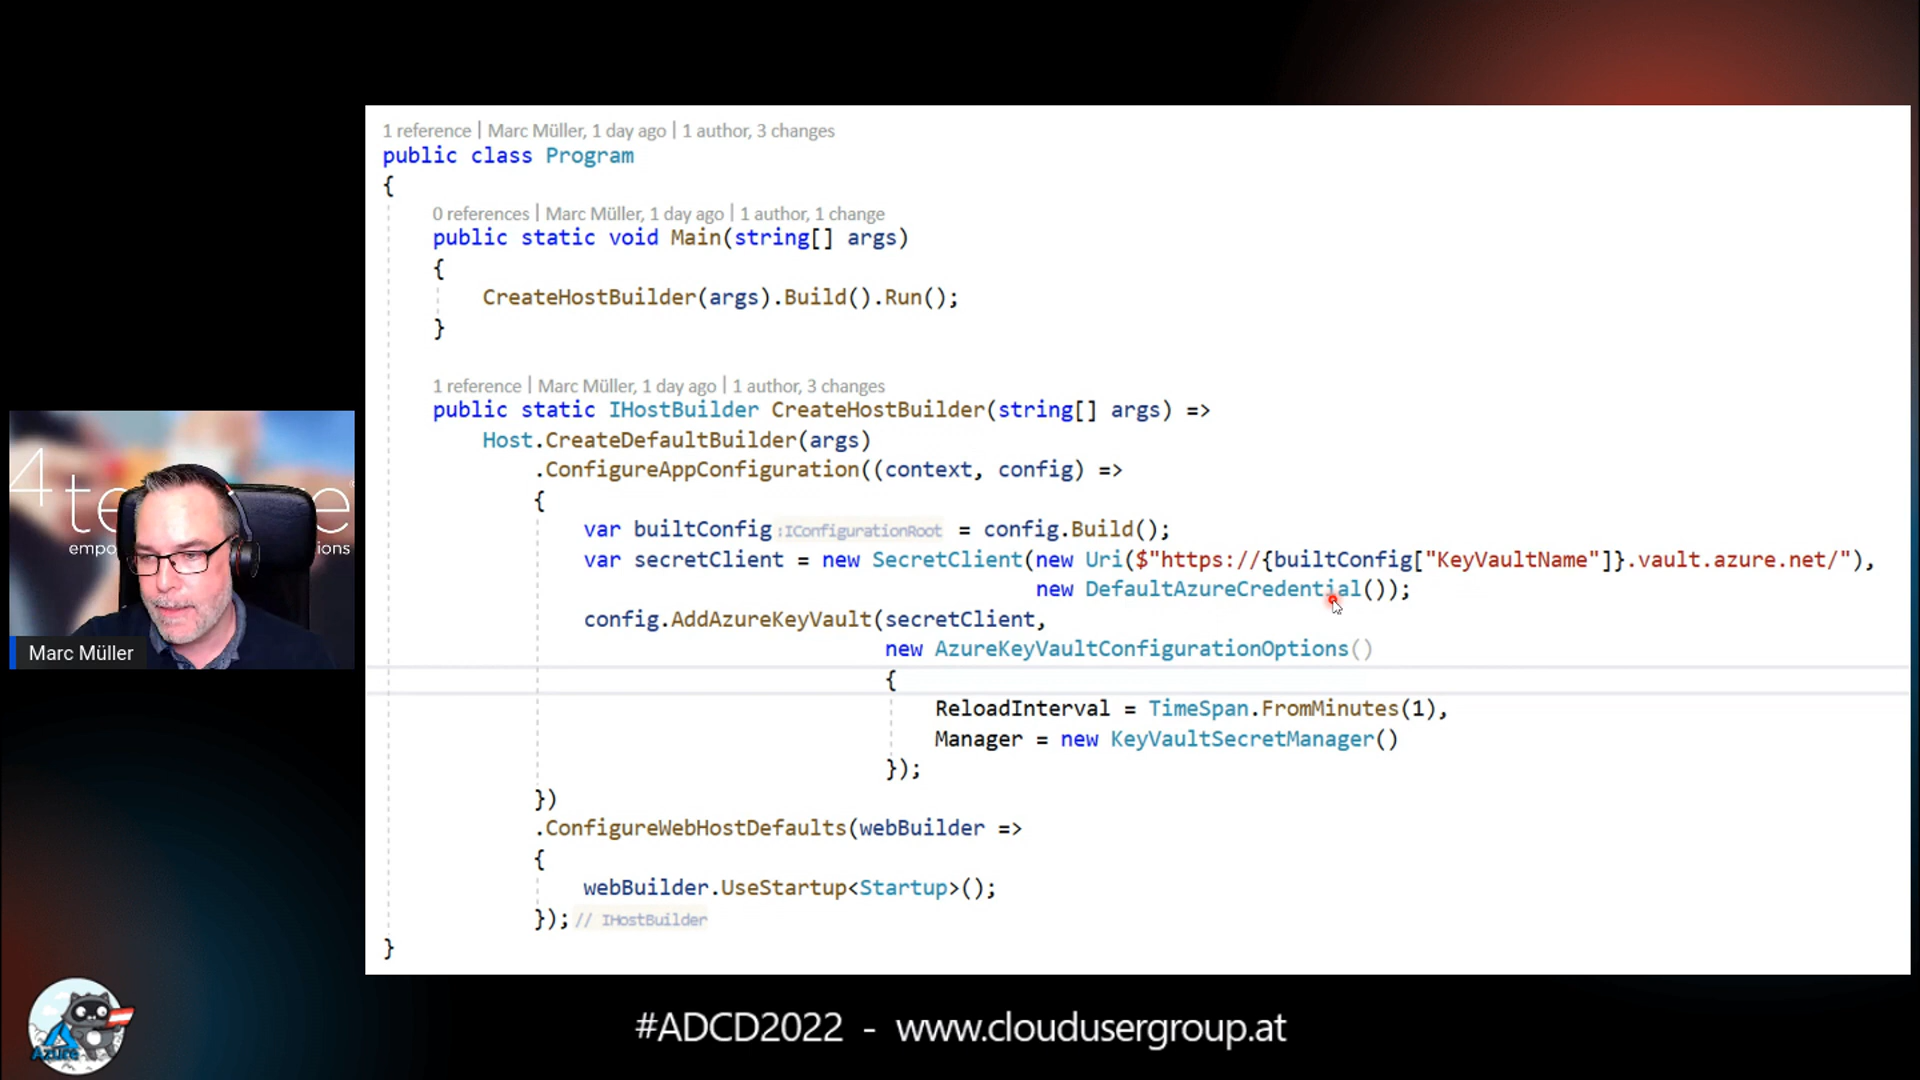 1 reference | Marc Müller, 1 day ago | 1 author, 3 changes
public class Program
{
0 references | Marc Müller, 1 day ago | 1 author, 1 change
public static void Main(string[] args)
{
CreateHostBuilder(args).Build().Run();
}
1 reference | Marc Müller, 1 day ago | 1 author, 3 changes
public static IHostBuilder CreateHostBuilder(string[] args) =>
Host.CreateDefaultBuilder(args)
.ConfigureAppConfiguration((context, config) =>
{
var builtConfig :IConfigurationRoot = config.Build();
var secretClient = new SecretClient(new Uri($"https://{builtConfig["KeyVaultName"]}.vault.azure.net/"),
new DefaultAzureCredential());
config.AddAzureKeyVault(secretClient,
new AzureKeyVaultConfigurationOptions()
{
ReloadInterval = TimeSpan.FromMinutes(1),
Manager = new KeyVaultSecretManager()
});
})
.ConfigureWebHostDefaults(webBuilder =>
{
webBuilder.UseStartup<Startup>();
}); // IHostBuilder
}
4te e
empo ions
Marc Müller
Azure
#ADCD2022 - www.cloudusergroup.at